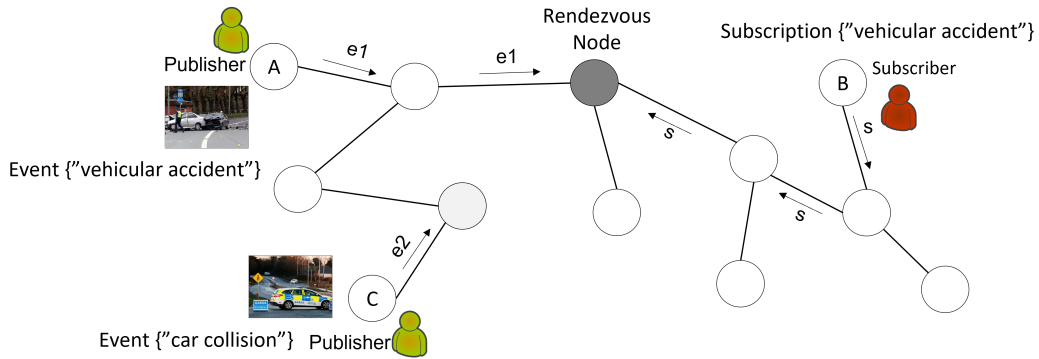 Rendezvous
Node
Subscription {”vehicular accident”}
Publisher
A
e1
e1
B
Subscriber
s
s
s
Event {”vehicular accident”}
e2
C
Event {”car collision”}
Publisher